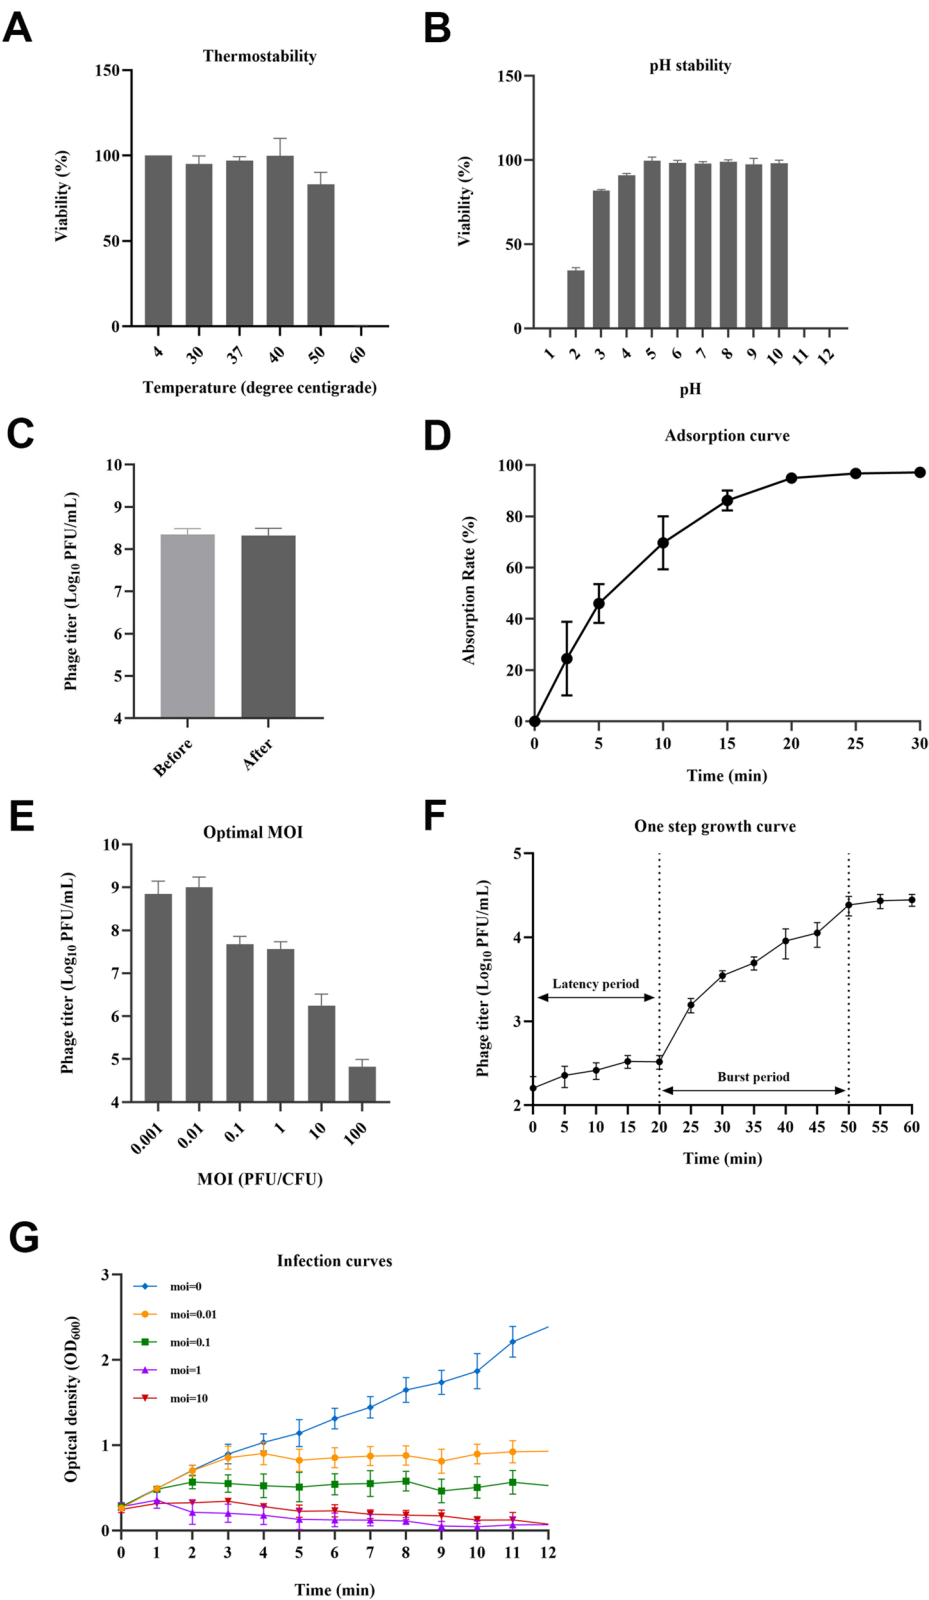 A
Thermostability
Viability (%)
150
100
50
0
4
30
37
40
50
60
Temperature (degree centigrade)
B
pH stability
Viability (%)
150
100
50
0
1
2
3
4
5
6
7
8
9
10
11
12
pH
C
Phage titer (Log10 PFU/mL)
10
9
8
7
6
5
4
Before
After
D
Adsorption curve
Absorption Rate (%)
100
80
60
40
20
0
0
5
10
15
20
25
30
Time (min)
E
Optimal MOI
Phage titer (Log10 PFU/mL)
10
9
8
7
6
5
4
0.001
0.01
0.1
1
10
100
MOI (PFU/CFU)
F
One step growth curve
Phage titer (Log10 PFU/mL)
5
4
3
2
Latency period
Burst period
0
5
10
15
20
25
30
35
40
45
50
55
60
Time (min)
G
Infection curves
Optical density (OD600)
3
2
1
0
moi=0
moi=0.01
moi=0.1
moi=1
moi=10
0
1
2
3
4
5
6
7
8
9
10
11
12
Time (min)